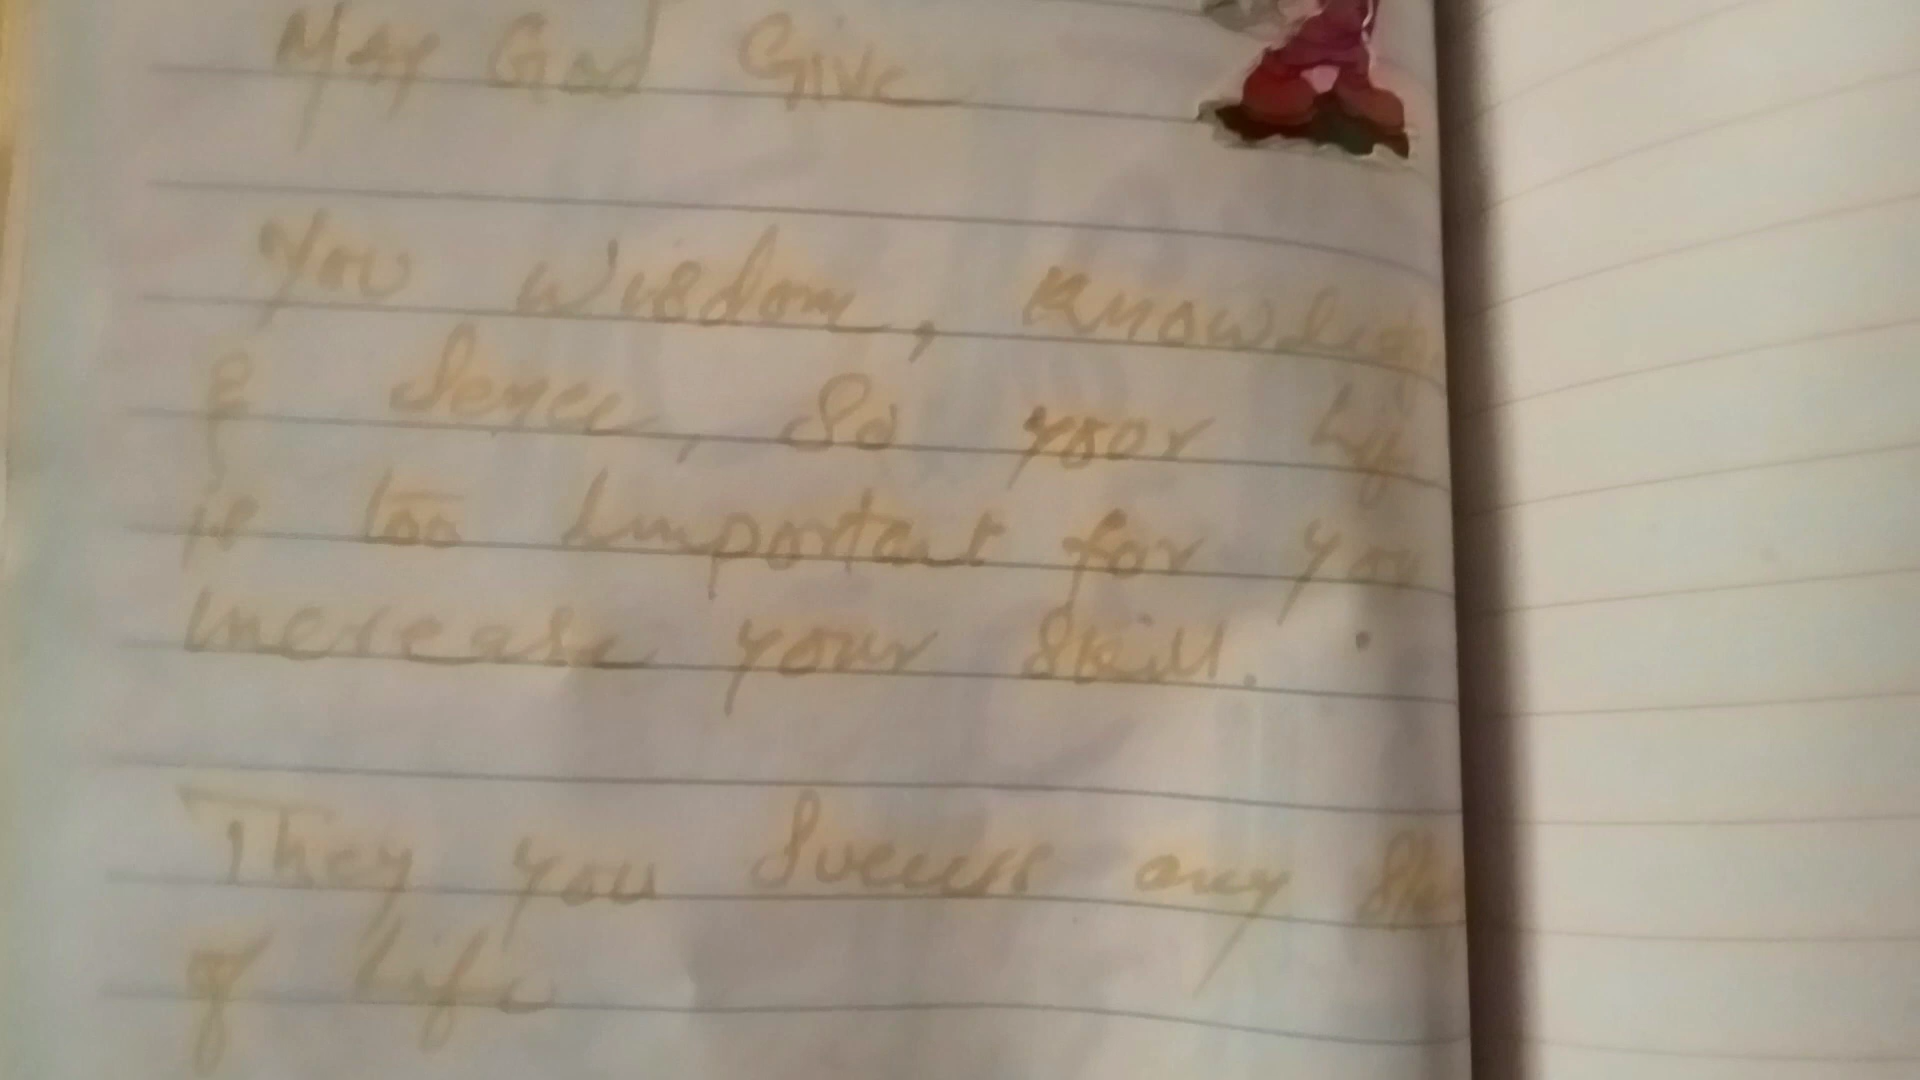 May God Give
You wisdom, Knowledge
& Sence, So your Life
is too Important for you
increase your Skill.
They you Success any
of Life